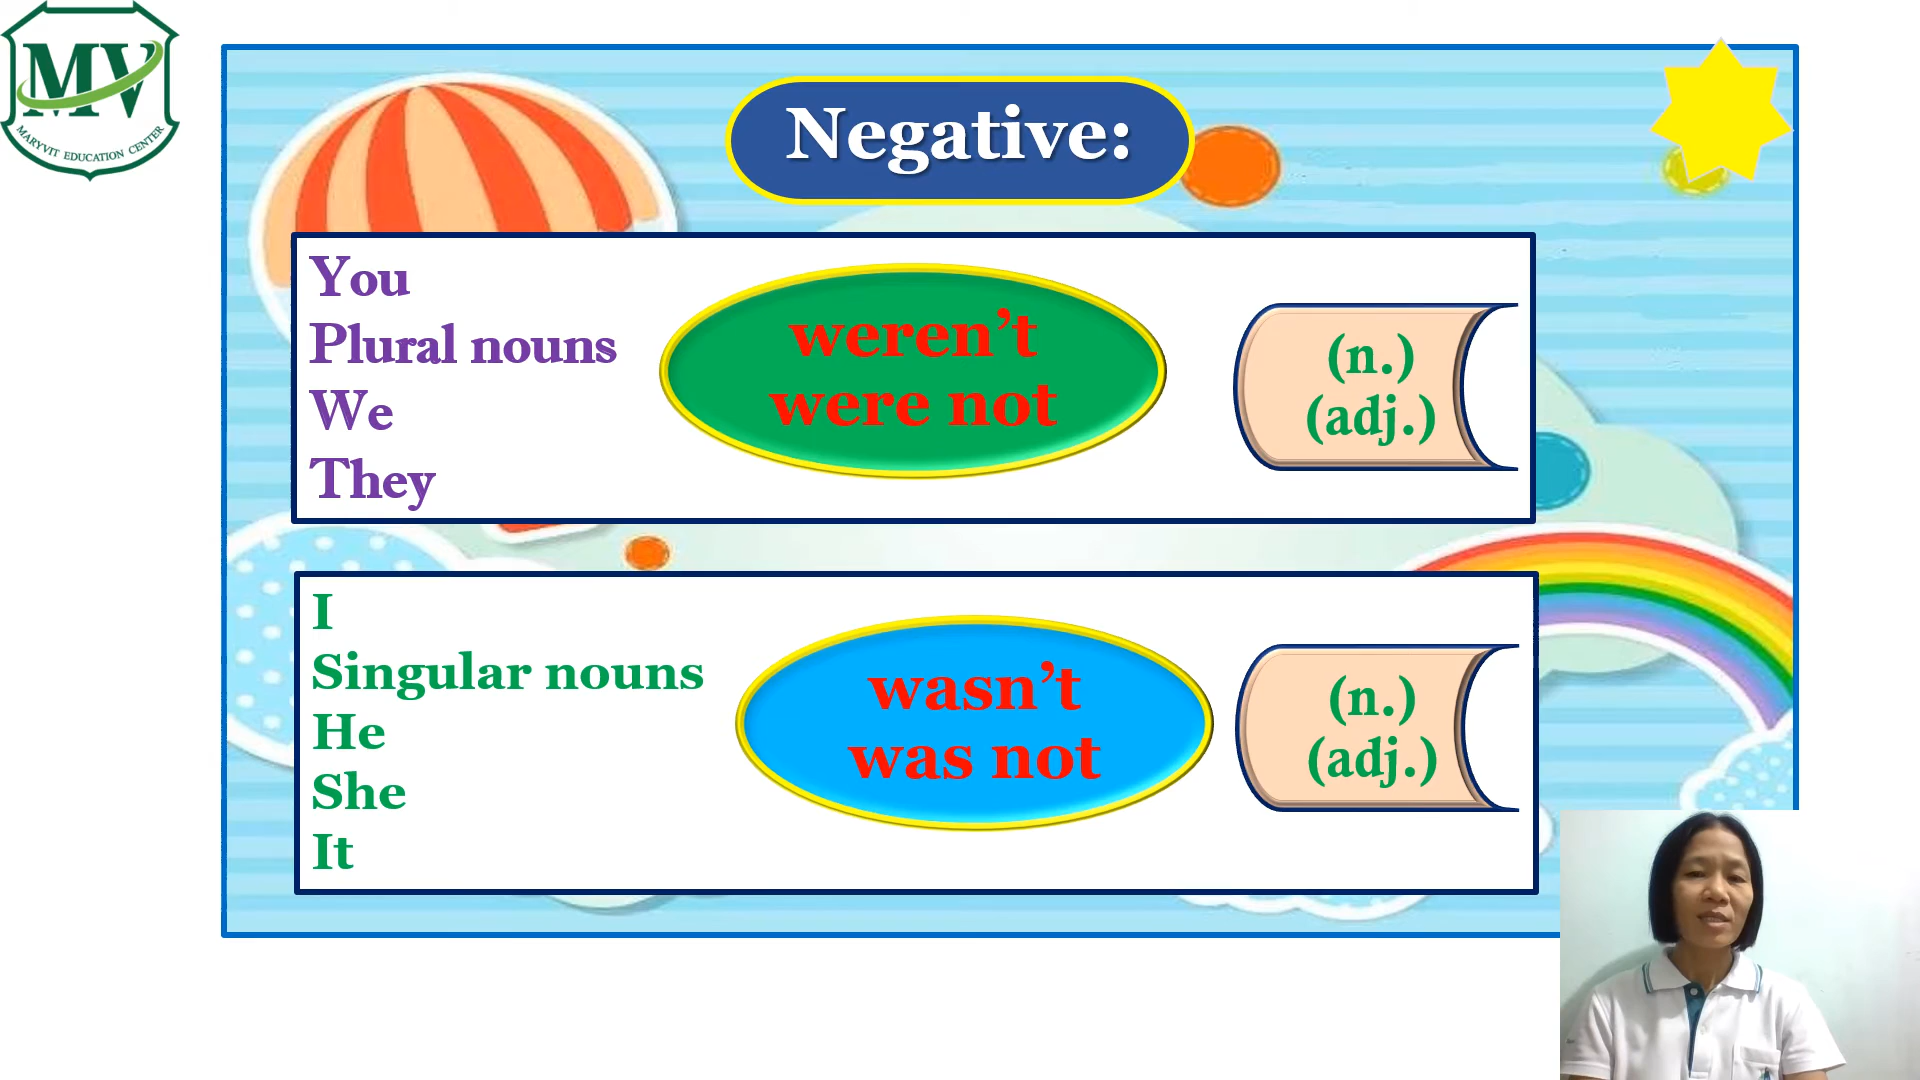 MV
MARYVIT EDUCATION CENTER
Negative:
You
Plural nouns
We
They
weren’t
were not
(n.)
(adj.)
I
Singular nouns
He
She
It
wasn’t
was not
(n.)
(adj.)